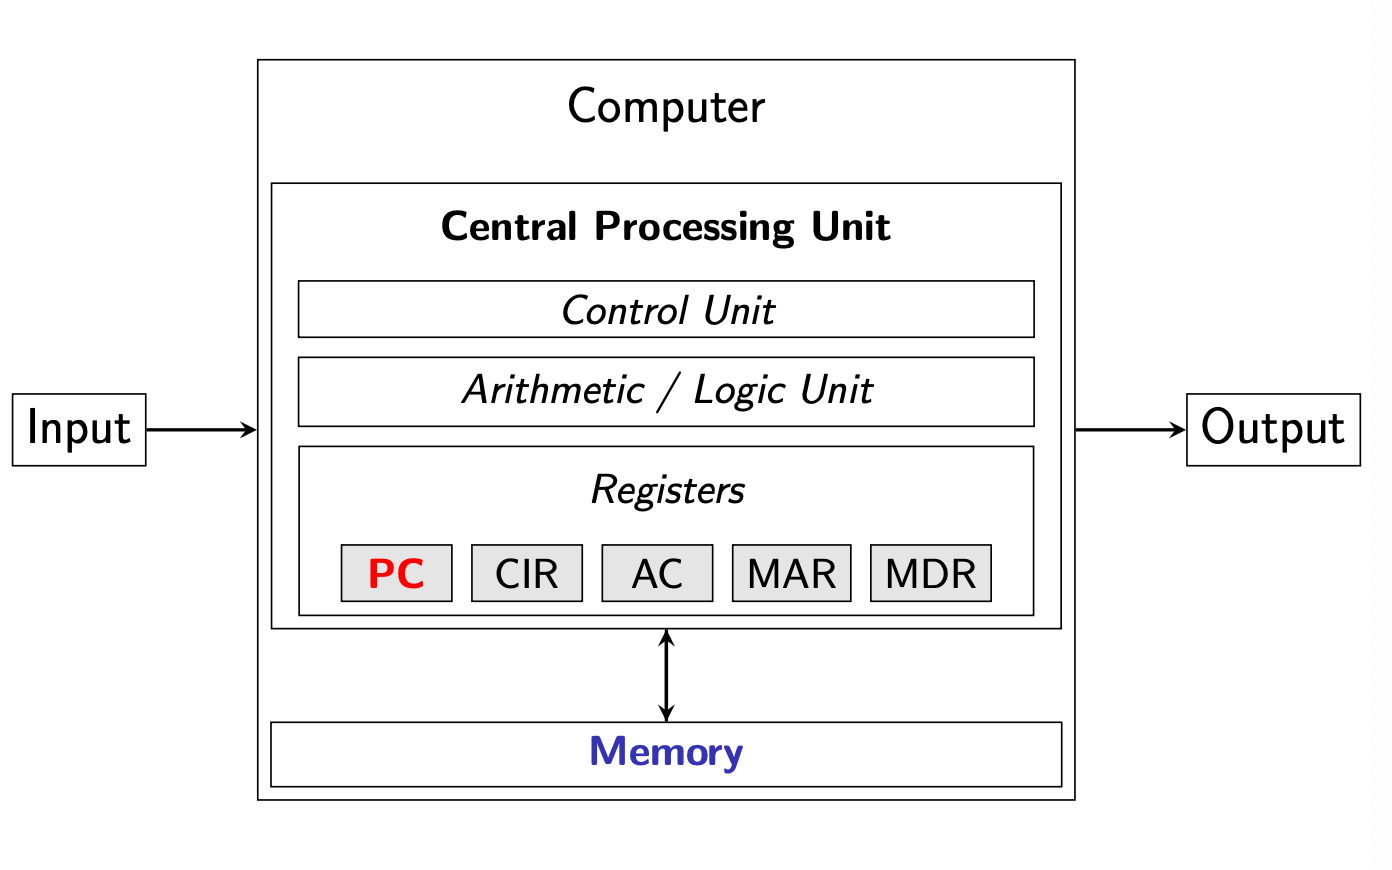 Computer
Central Processing Unit
Control Unit
Arithmetic / Logic Unit
Input
Output
Registers
PC CIR AC MAR MDR
Memory